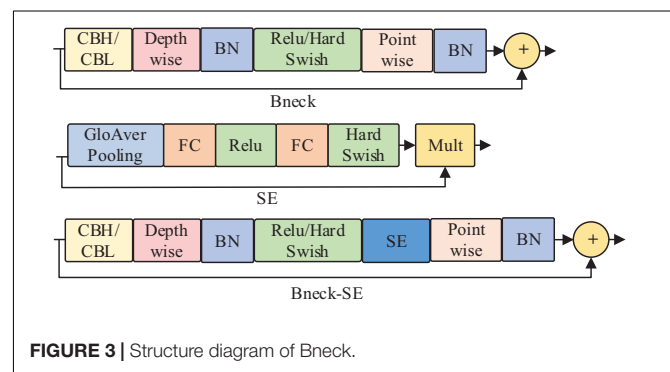 CBH/ CBL Depth wise BN Relu/Hard Swish Point wise BN +
Bneck
GloAver Pooling FC Relu FC Hard Swish Mult
SE
CBH/ CBL Depth wise BN Relu/Hard Swish SE Point wise BN +
Bneck-SE
FIGURE 3 | Structure diagram of Bneck.